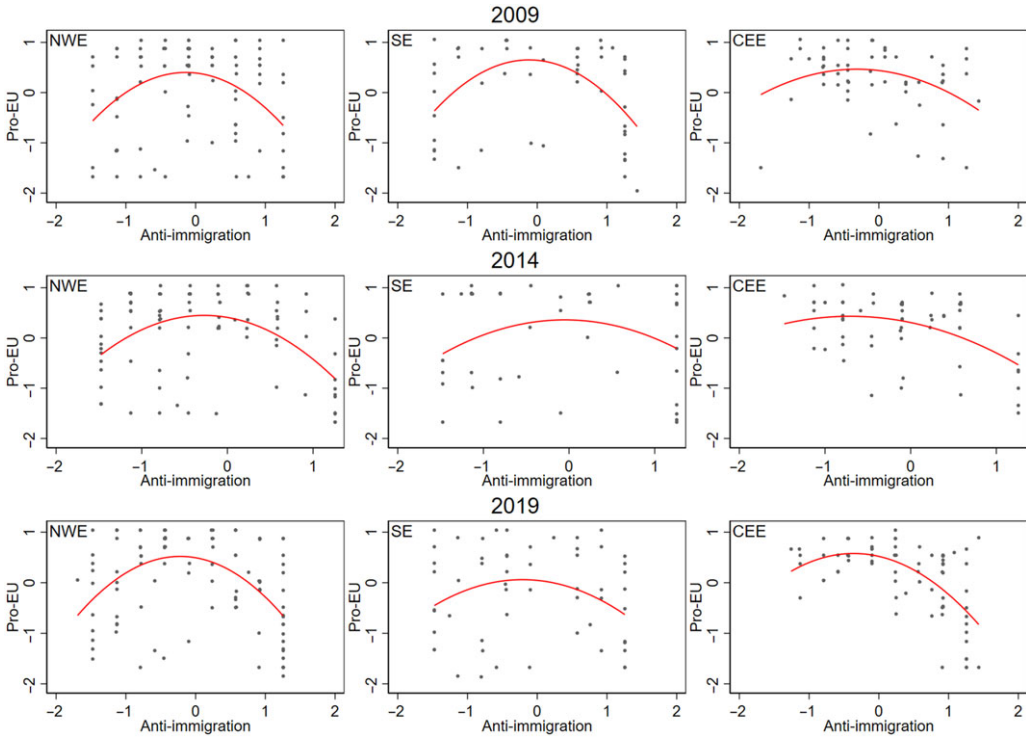 2009
NWE SE CEE
Pro-EU Pro-EU Pro-EU
1 1 1
0 0 0
−1 −1 −1
−2 −2 −2
−2 −1 0 1 2 −2 −1 0 1 2 −2 −1 0 1 2
Anti-immigration Anti-immigration Anti-immigration
2014
NWE SE CEE
Pro-EU Pro-EU Pro-EU
1 1 1
0 0 0
−1 −1 −1
−2 −2 −2
−2 −1 0 1 −2 −1 0 1 −2 −1 0 1
Anti-immigration Anti-immigration Anti-immigration
2019
NWE SE CEE
Pro-EU Pro-EU Pro-EU
1 1 1
0 0 0
−1 −1 −1
−2 −2 −2
−2 −1 0 1 2 −2 −1 0 1 2 −2 −1 0 1 2
Anti-immigration Anti-immigration Anti-immigration